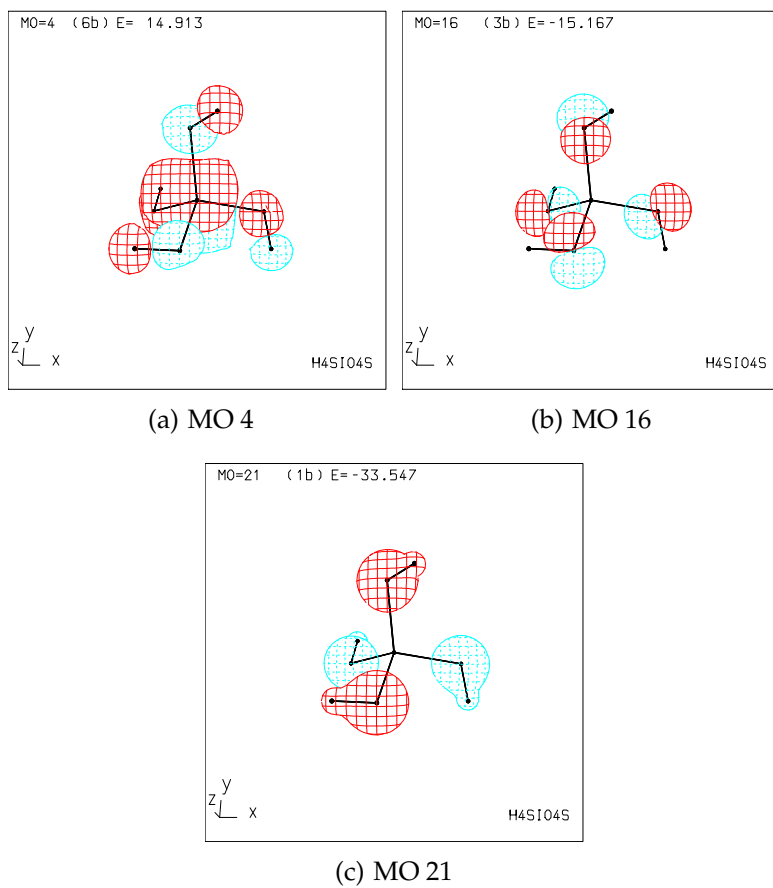 MO=4 (6b) E= 14.913
y
z x
H4SIO4S
(a) MO 4
MO=16 (3b) E=-15.167
y
z x
H4SIO4S
(b) MO 16
MO=21 (1b) E=-33.547
y
z x
H4SIO4S
(c) MO 21